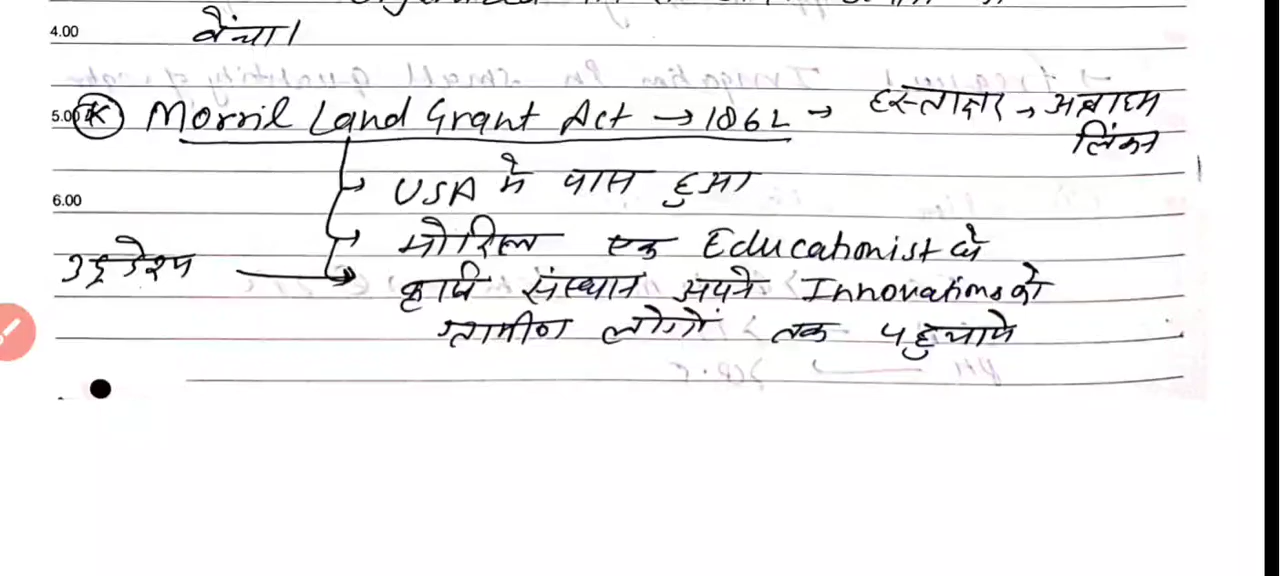 4.00 बेंचा।
5.00 (K) Morril Land Grant Act → 1862 → हस्ताक्षर → अब्राहम
लिंकन
→ USA मे पास हुआ
6.00
→ मोरिल एक Educationist थे
उद्देश्य → कृषि संस्थान अपने Innovations को
ग्रामीण लोगों तक पहुचाये